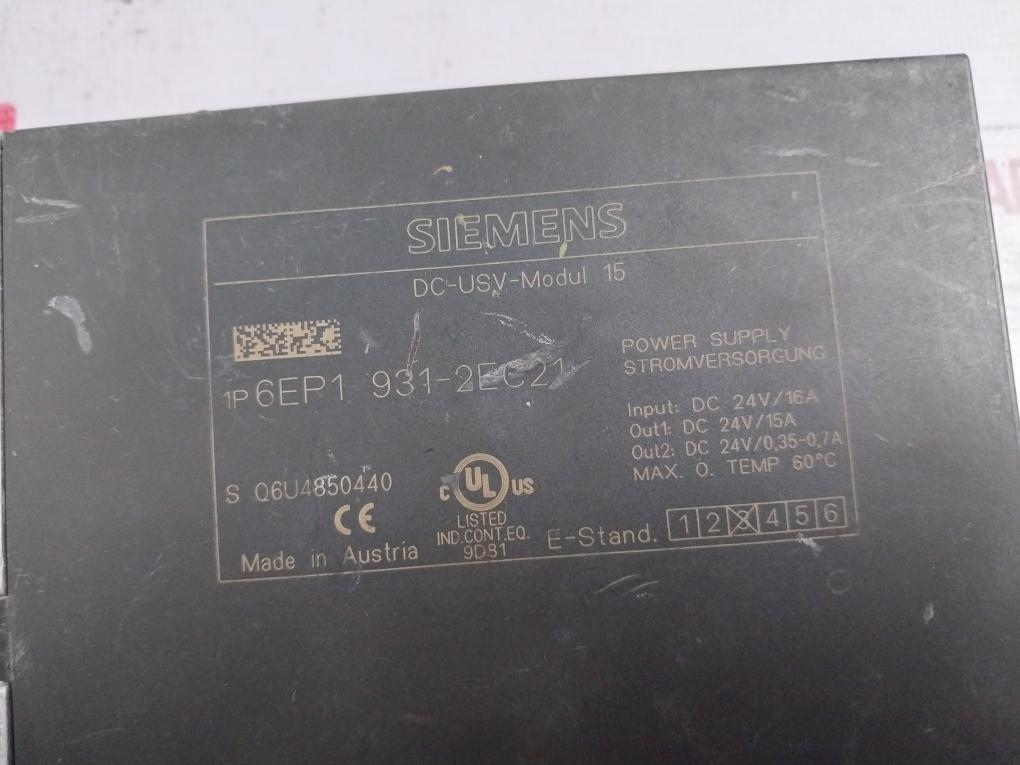 SIEMENS
DC-USV-Modul 15
1P 6EP1 931-2EC21
POWER SUPPLY
STROMVERSORGUNG
Input: DC 24V/16A
Out1: DC 24V/15A
Out2: DC 24V/0,35-0,7A
MAX. O. TEMP 60°C
S Q6U4850440
C UL US
LISTED
IND.CONT.EQ.
9D81
CE
Made in Austria
E-Stand. 1 2 3 4 5 6